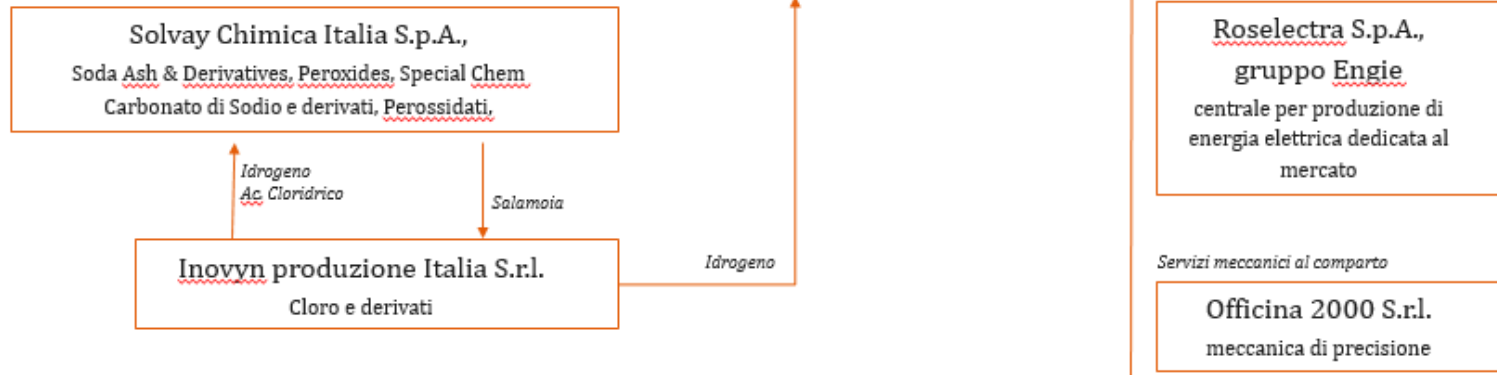 Solvay Chimica Italia S.p.A.,
Soda Ash & Derivatives, Peroxides, Special Chem
Carbonato di Sodio e derivati, Perossidati,
Idrogeno
Ac. Cloridrico
Salamoia
Inovyn produzione Italia S.r.l.
Cloro e derivati
Idrogeno
Roselectra S.p.A.,
gruppo Engie
centrale per produzione di
energia elettrica dedicata al
mercato
Servizi meccanici al comparto
Officina 2000 S.r.l.
meccanica di precisione